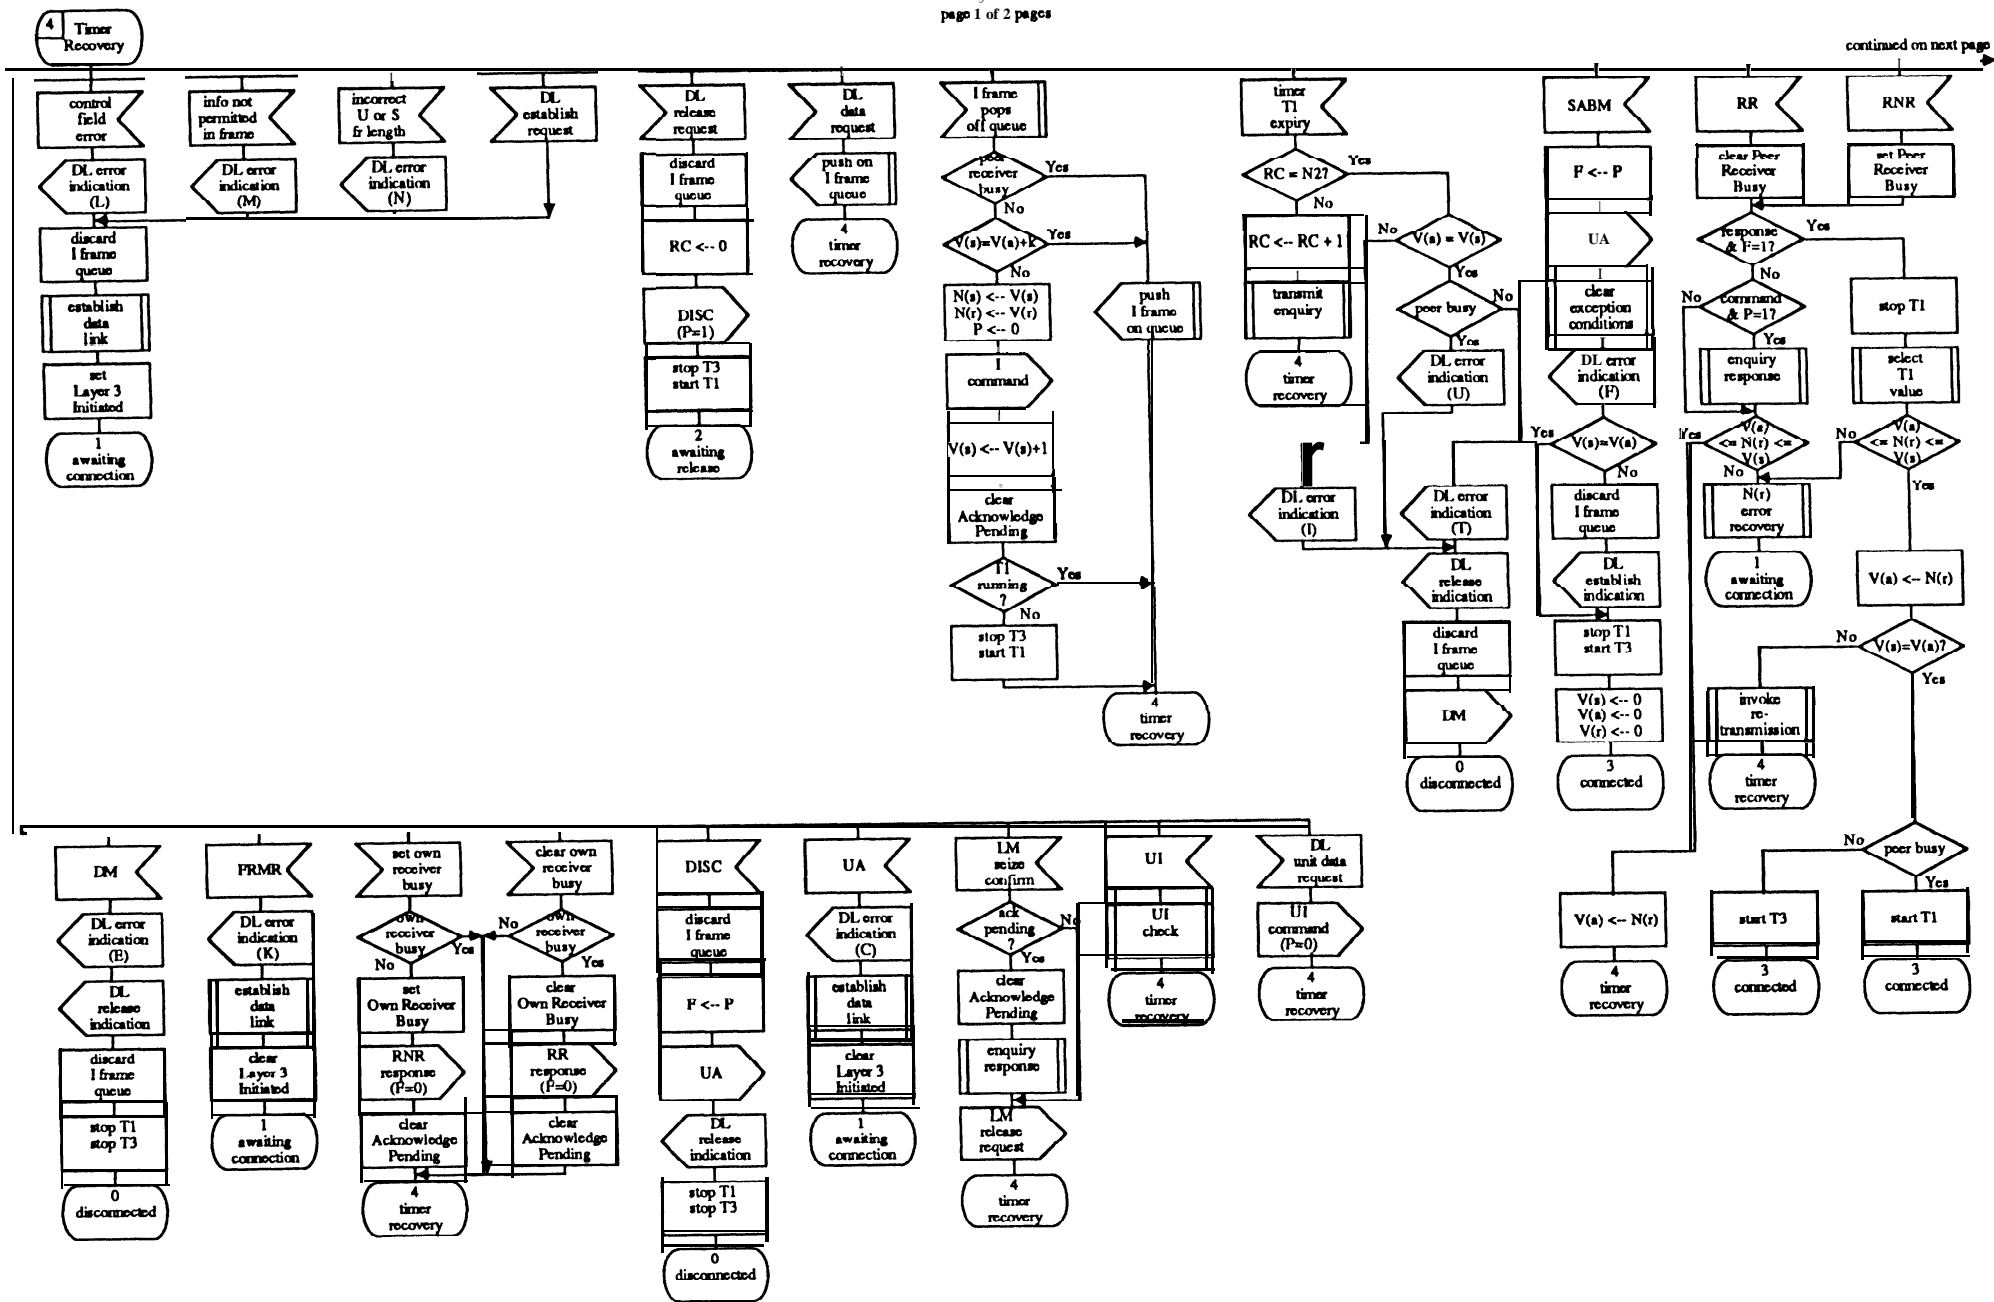 page 1 of 2 pages
4
Timer
Recovery
continued on next page
control
field
error
DL error
indication
(L)
discard
I frame
queue
establish
data
link
set
Layer 3
Initiated
1
awaiting
connection
info not
permitted
in frame
DL error
indication
(M)
incorrect
U or S
fr length
DL error
indication
(N)
DL
establish
request
DL
release
request
discard
I frame
queue
RC <-- 0
DISC
(P=1)
stop T3
start T1
2
awaiting
release
DL
data
request
push on
I frame
queue
4
timer
recovery
I frame
pops
off queue
peer
receiver
busy
Yes
No
V(s)=V(a)+k
Yes
No
N(s) <-- V(s)
N(r) <-- V(r)
P <-- 0
I
command
V(s) <-- V(s)+1
clear
Acknowledge
Pending
T1
running
?
Yes
No
stop T3
start T1
push
I frame
on queue
4
timer
recovery
timer
T1
expiry
RC = N2?
Yes
No
RC <-- RC + 1
transmit
enquiry
4
timer
recovery
V(a) = V(s)
No
Yes
peer busy
No
Yes
DL error
indication
(U)
r
DL error
indication
(I)
DL error
indication
(T)
DL
release
indication
discard
I frame
queue
DM
0
disconnected
SABM
F <-- P
UA
clear
exception
conditions
DL error
indication
(F)
V(s)=V(a)
Yes
No
discard
I frame
queue
DL
establish
indication
stop T1
start T3
V(s) <-- 0
V(a) <-- 0
V(r) <-- 0
3
connected
RR
clear Peer
Receiver
Busy
response
& F=1?
Yes
No
command
& P=1?
No
Yes
enquiry
response
V(a)
<= N(r) <=
V(s)
Yes
No
N(r)
error
recovery
1
awaiting
connection
RNR
set Peer
Receiver
Busy
stop T1
select
T1
value
V(a)
<= N(r) <=
V(s)
No
Yes
V(a) <-- N(r)
V(s)=V(a)?
No
Yes
invoke
re-
transmission
4
timer
recovery
peer busy
No
Yes
V(a) <-- N(r)
4
timer
recovery
start T3
3
connected
start T1
3
connected
DM
DL error
indication
(E)
DL
release
indication
discard
I frame
queue
stop T1
stop T3
0
disconnected
FRMR
DL error
indication
(K)
establish
data
link
clear
Layer 3
Initiated
1
awaiting
connection
set own
receiver
busy
own
receiver
busy
Yes
No
set
Own Receiver
Busy
RNR
response
(F=0)
clear
Acknowledge
Pending
4
timer
recovery
clear own
receiver
busy
own
receiver
busy
No
Yes
clear
Own Receiver
Busy
RR
response
(F=0)
clear
Acknowledge
Pending
DISC
discard
I frame
queue
F <-- P
UA
DL
release
indication
stop T1
stop T3
0
disconnected
UA
DL error
indication
(C)
establish
data
link
clear
Layer 3
Initiated
1
awaiting
connection
LM
seize
confirm
ack
pending
?
No
Yes
clear
Acknowledge
Pending
enquiry
response
LM
release
request
4
timer
recovery
UI
UI
check
4
timer
recovery
DL
unit data
request
UI
command
(P=0)
4
timer
recovery